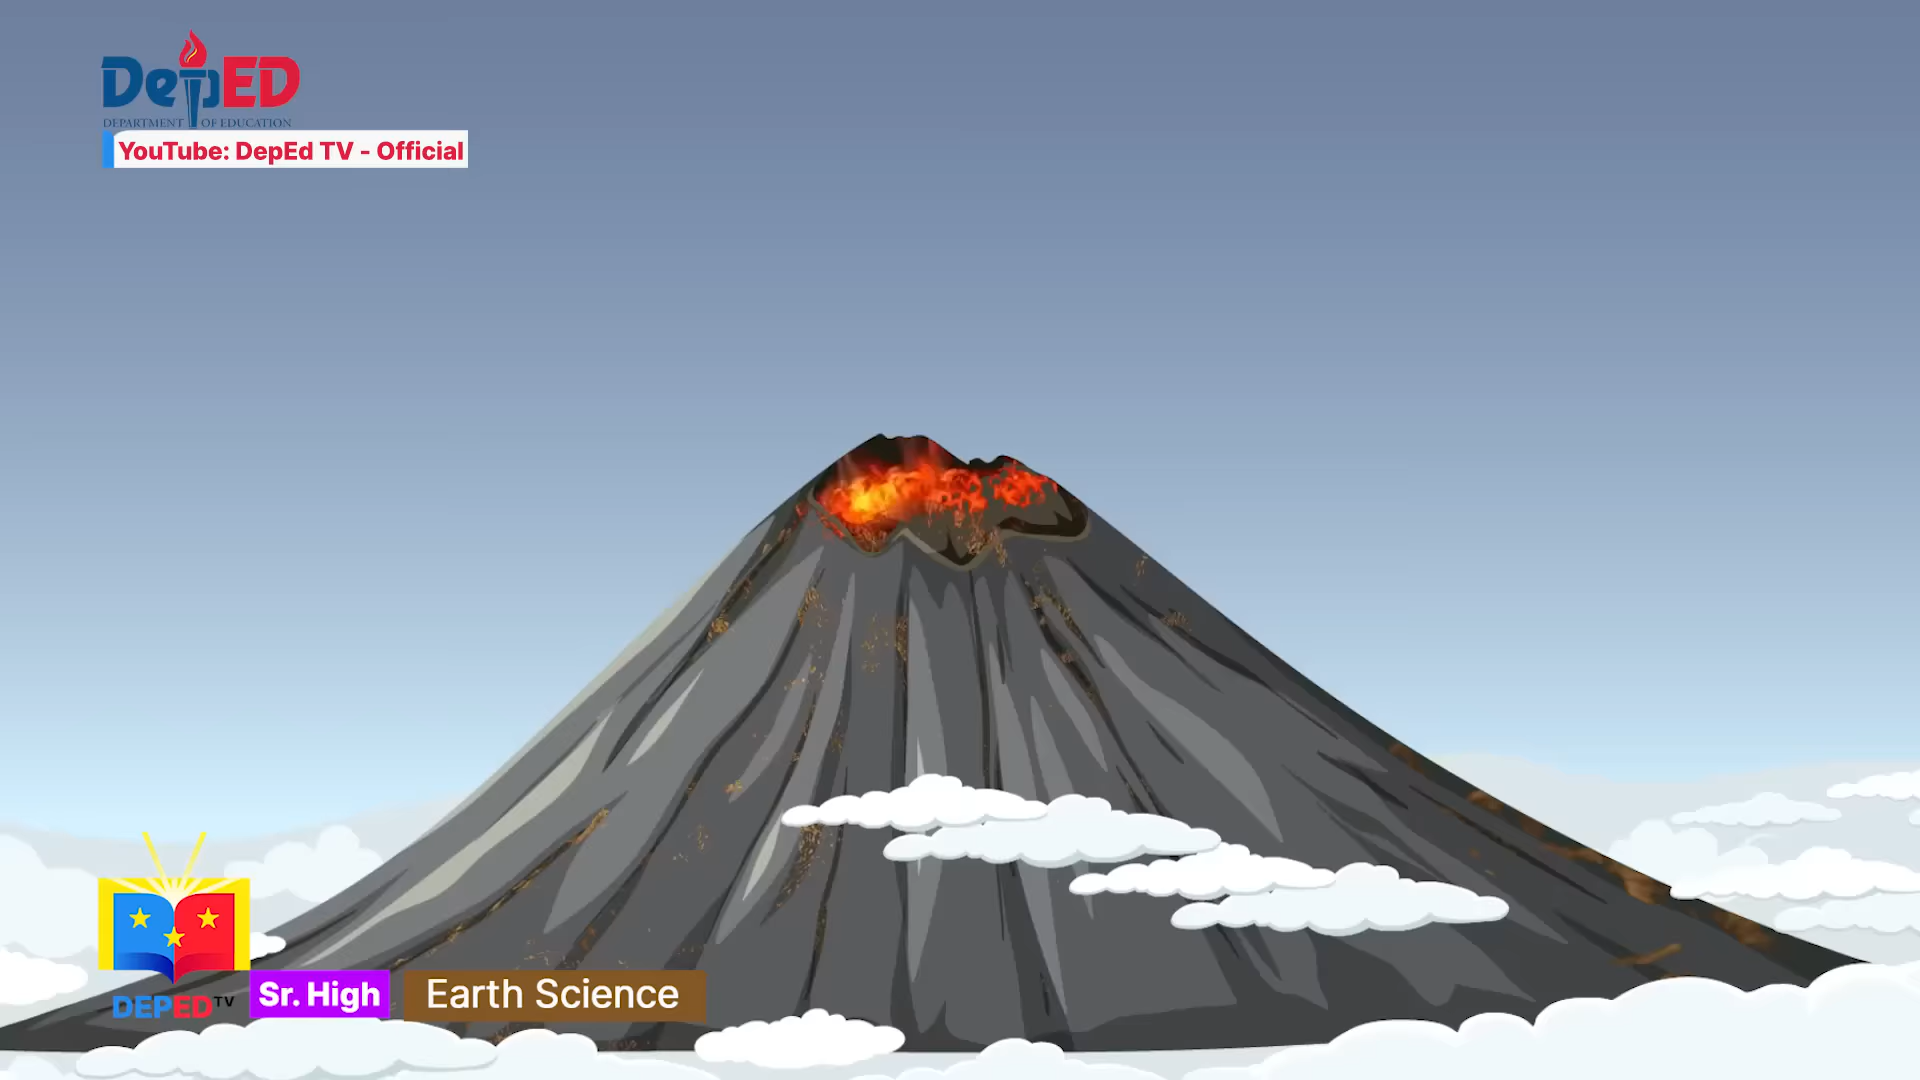 DepED
DEPARTMENT OF EDUCATION
YouTube: DepEd TV - Official
DEPED TV
Sr. High
Earth Science